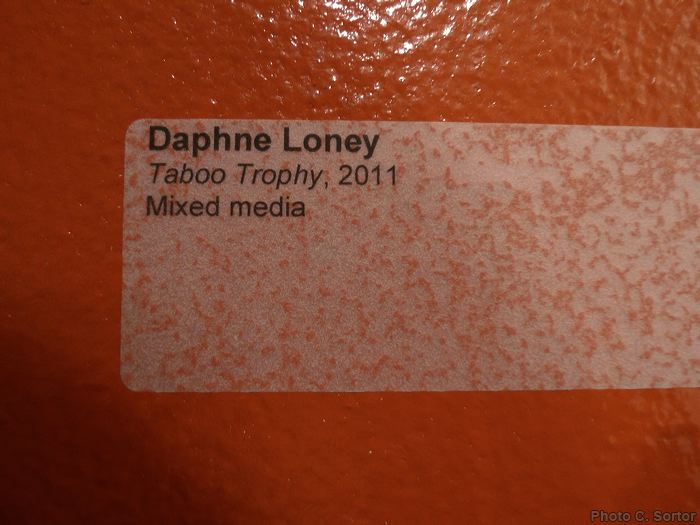 Daphne Loney
Taboo Trophy, 2011
Mixed media
Photo C. Sortor